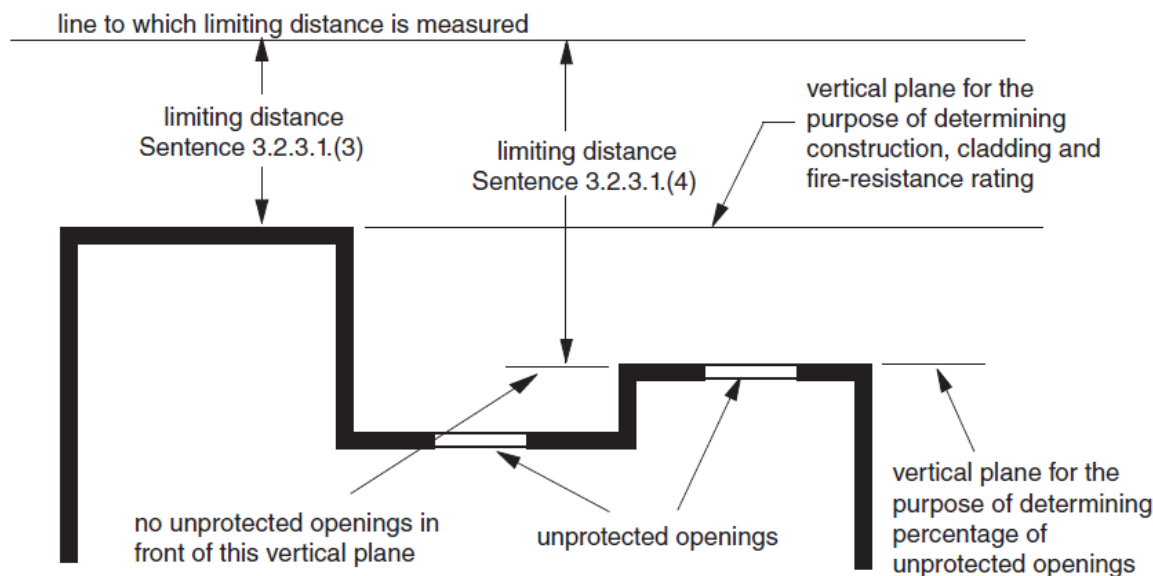 line to which limiting distance is measured
limiting distance
Sentence 3.2.3.1.(3)
limiting distance
Sentence 3.2.3.1.(4)
vertical plane for the
purpose of determining
construction, cladding and
fire-resistance rating
no unprotected openings in
front of this vertical plane
unprotected openings
vertical plane for the
purpose of determining
percentage of
unprotected openings